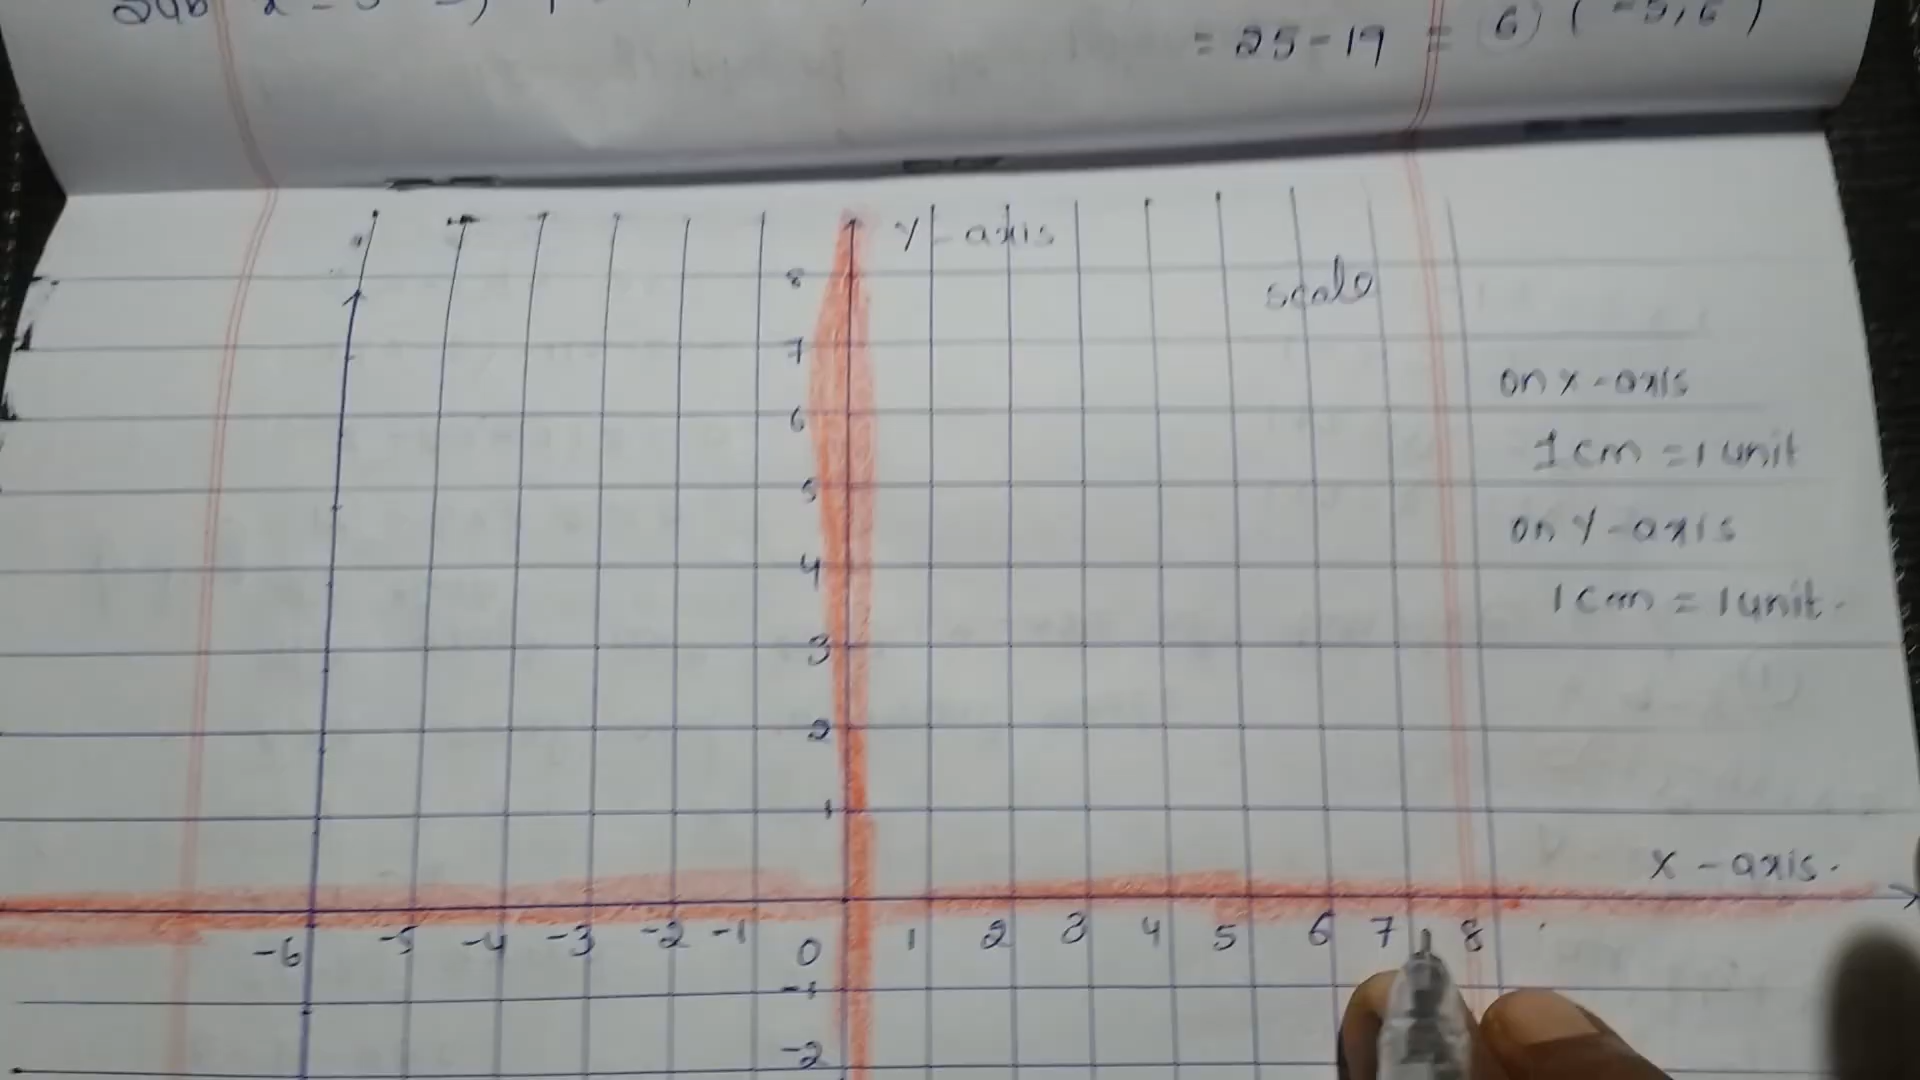 = 25 - 19 = 6) (-5, 6)
Y - axis
scale
8
7
6
5
4
3
2
1
on x - axis
1 cm = 1 unit
on y - axis
1 cm = 1 unit.
X - axis.
-6 -5 -4 -3 -2 -1 0 1 2 3 4 5 6 7 8
-1
-2